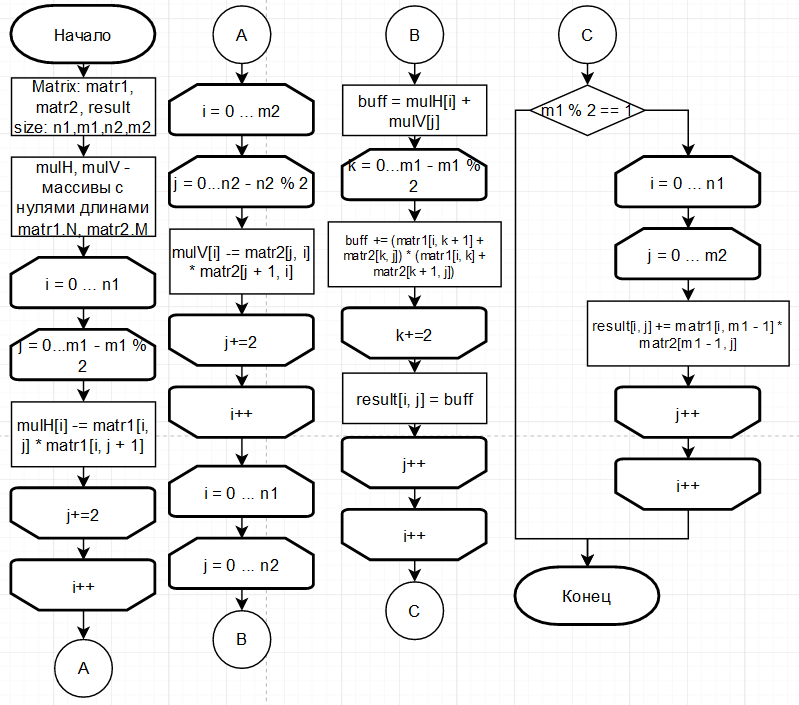 Начало
Matrix: matr1,
matr2, result
size: n1,m1,n2,m2
mulH, mulV -
массивы с
нулями длинами
matr1.N, matr2.M
i = 0 ... n1
j = 0...m1 - m1 %
2
mulH[i] -= matr1[i,
j] * matr1[i, j + 1]
j+=2
i++
A
A
i = 0 ... m2
j = 0...n2 - n2 % 2
mulV[i] -= matr2[j, i]
* matr2[j + 1, i]
j+=2
i++
i = 0 ... n1
j = 0 ... n2
B
B
buff = mulH[i] +
mulV[j]
k = 0...m1 - m1 %
2
buff += (matr1[i, k + 1] +
matr2[k, j]) * (matr1[i, k] +
matr2[k + 1, j])
k+=2
result[i, j] = buff
j++
i++
C
C
m1 % 2 == 1
i = 0 ... n1
j = 0 ... m2
result[i, j] += matr1[i, m1 - 1] *
matr2[m1 - 1, j]
j++
i++
Конец